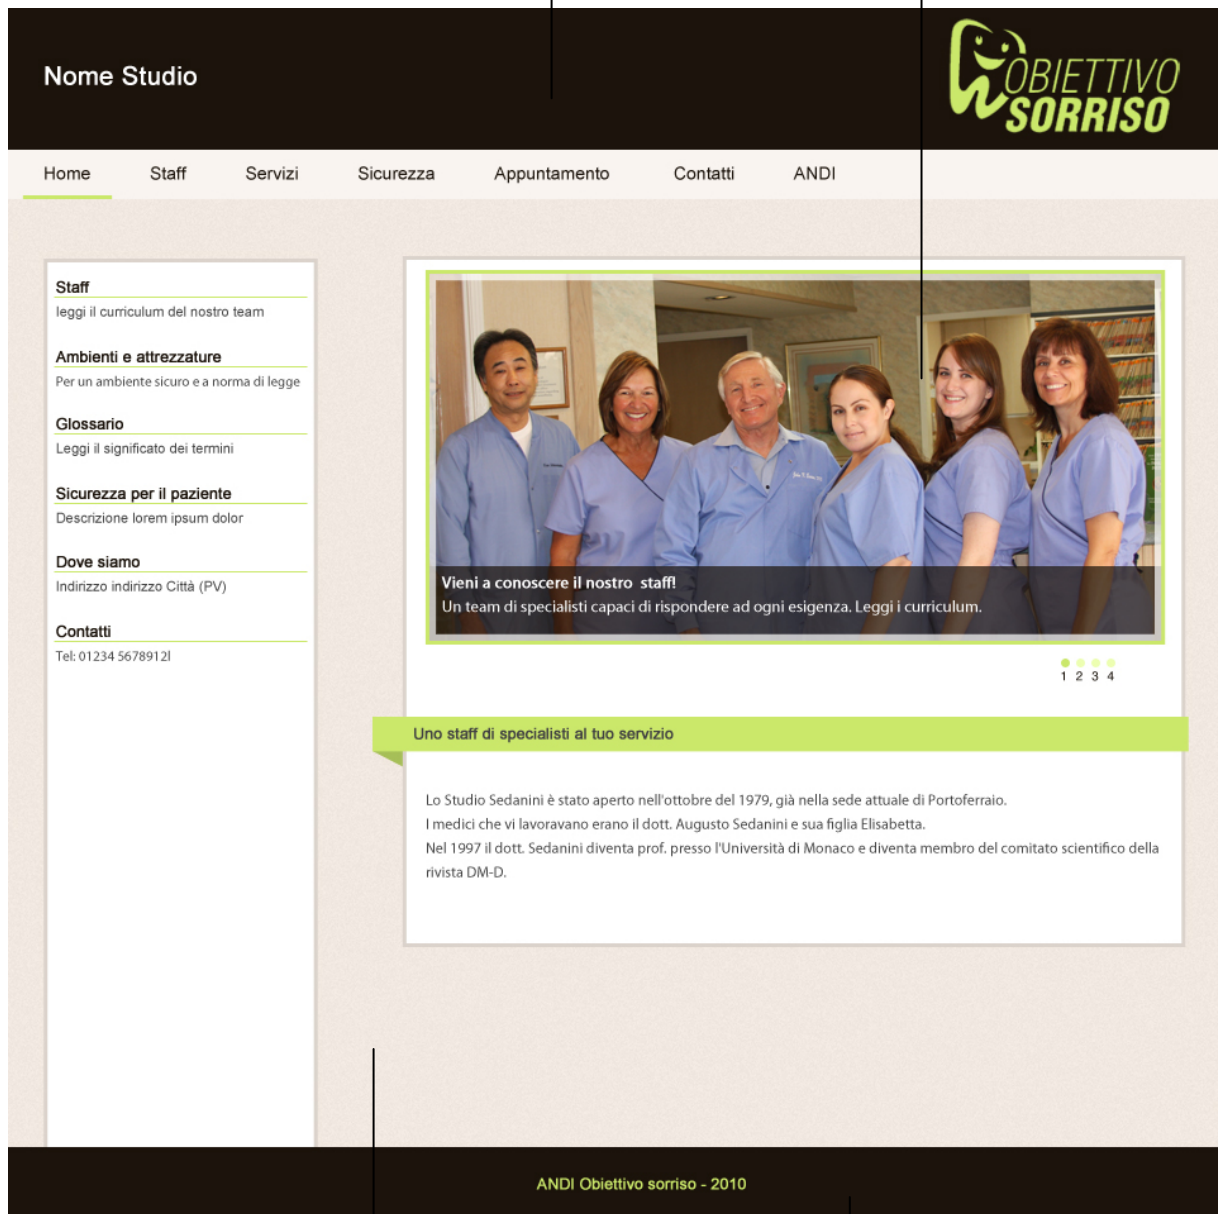 Nome Studio
OBIETTIVO
SORRISO
Home Staff Servizi Sicurezza Appuntamento Contatti ANDI
Staff
leggi il curriculum del nostro team
Ambienti e attrezzature
Per un ambiente sicuro e a norma di legge
Glossario
Leggi il significato dei termini
Sicurezza per il paziente
Descrizione lorem ipsum dolor
Dove siamo
Indirizzo indirizzo Città (PV)
Contatti
Tel: 01234 5678912l
Vieni a conoscere il nostro staff!
Un team di specialisti capaci di rispondere ad ogni esigenza. Leggi i curriculum.
1 2 3 4
Uno staff di specialisti al tuo servizio
Lo Studio Sedanini è stato aperto nell'ottobre del 1979, già nella sede attuale di Portoferraio.
I medici che vi lavoravano erano il dott. Augusto Sedanini e sua figlia Elisabetta.
Nel 1997 il dott. Sedanini diventa prof. presso l'Università di Monaco e diventa membro del comitato scientifico della
rivista DM-D.
ANDI Obiettivo sorriso - 2010